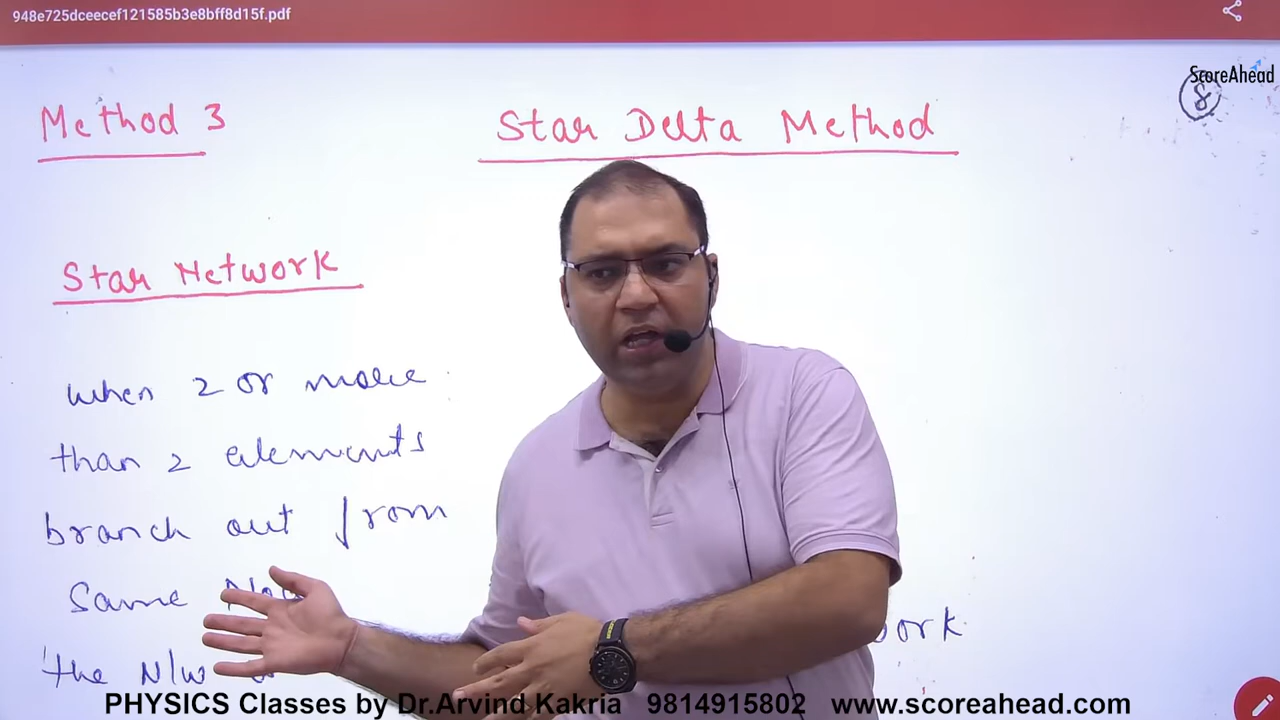 948e725dceecef121585b3e8bff8d15f.pdf
ScoreAhead
8
Method 3
Star Delta Method
Star Network
when 2 or more
than 2 elements
branch out from
Same
the N/W
PHYSICS Classes by Dr.Arvind Kakria 9814915802 www.scoreahead.com